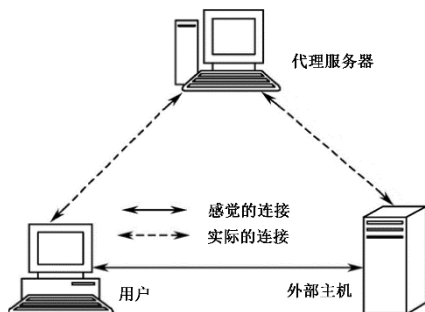 代理服务器
感觉的连接
实际的连接
用户
外部主机